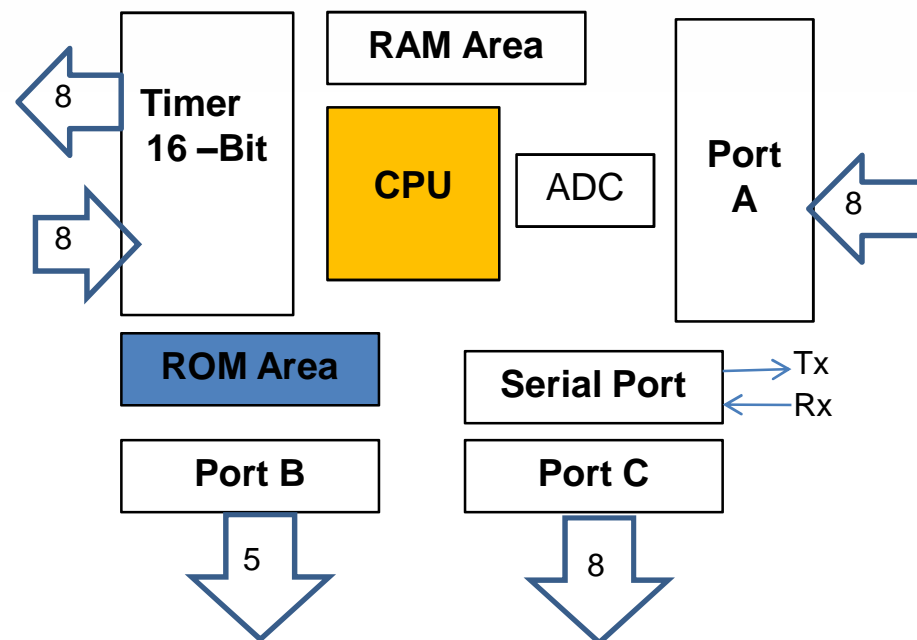 RAM Area
8
Timer
16 –Bit
CPU
ADC
Port
A
8
8
ROM Area
Serial Port
Tx
Rx
Port B
Port C
5
8